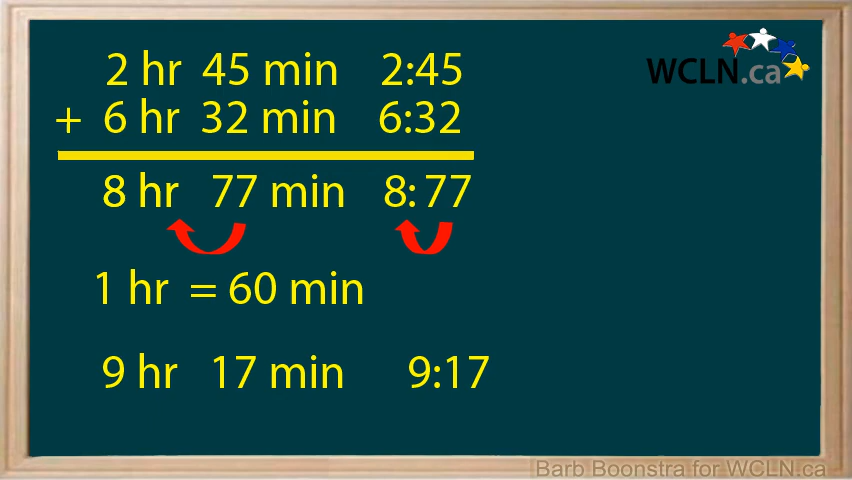 2 hr 45 min 2:45
+ 6 hr 32 min 6:32
8 hr 77 min 8:77
1 hr = 60 min
9 hr 17 min 9:17
WCLN.ca
Barb Boonstra for WCLN.ca